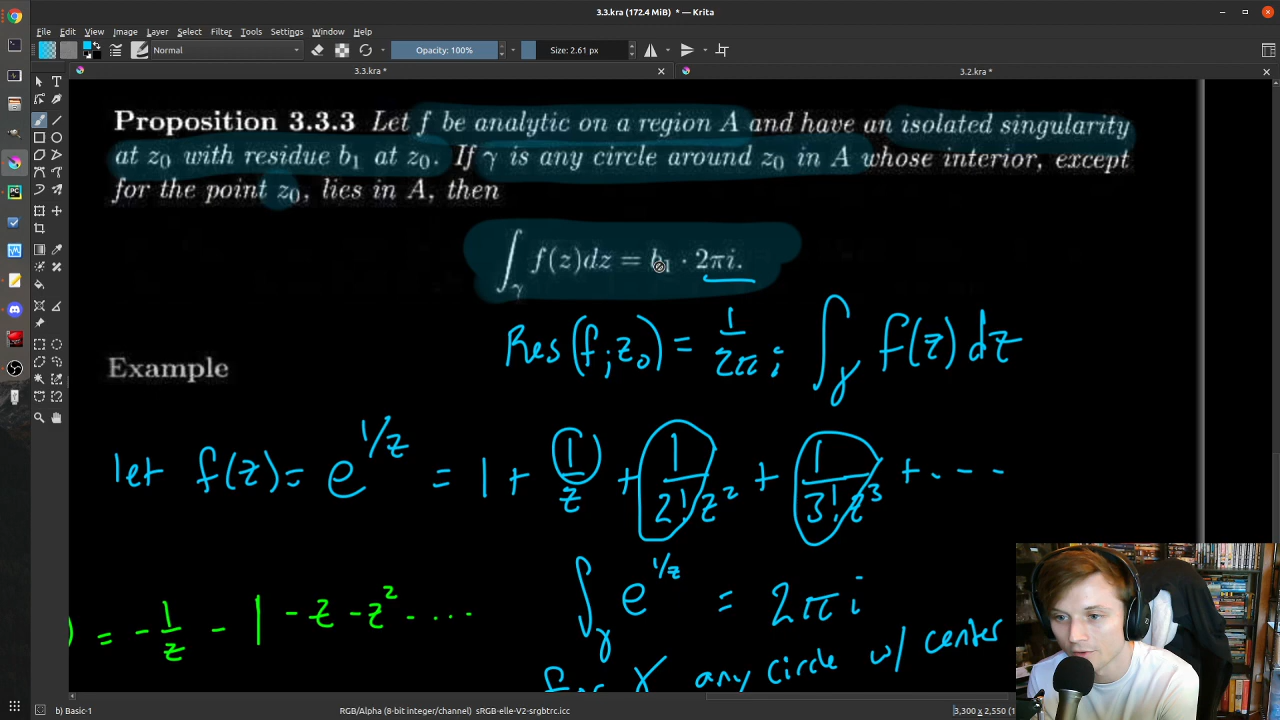 3.3.kra (172.4 MiB) * - Krita
File Edit View Image Layer Select Filter Tools Settings Window Help
Normal Opacity: 100% Size: 2.61 px
3.3.kra * 3.2.kra *
Proposition 3.3.3 Let f be analytic on a region A and have an isolated singularity
at z₀ with residue b₁ at z₀. If γ is any circle around z₀ in A whose interior, except
for the point z₀, lies in A, then
∫_γ f(z)dz = b₁ · 2πi.
Res(f; z₀) = 1/2πi ∫_γ f(z) dz
Example
let f(z) = e^{1/z} = 1 + 1/z + 1/2!z² + 1/3!z³ + ...
∫_γ e^{1/z} = 2πi
) = -1/z - 1 - z - z² - ...
for γ any circle w/ center
b) Basic-1 RGB/Alpha (8-bit integer/channel) sRGB-elle-V2-srgbtrc.icc 3,300 x 2,550 (1